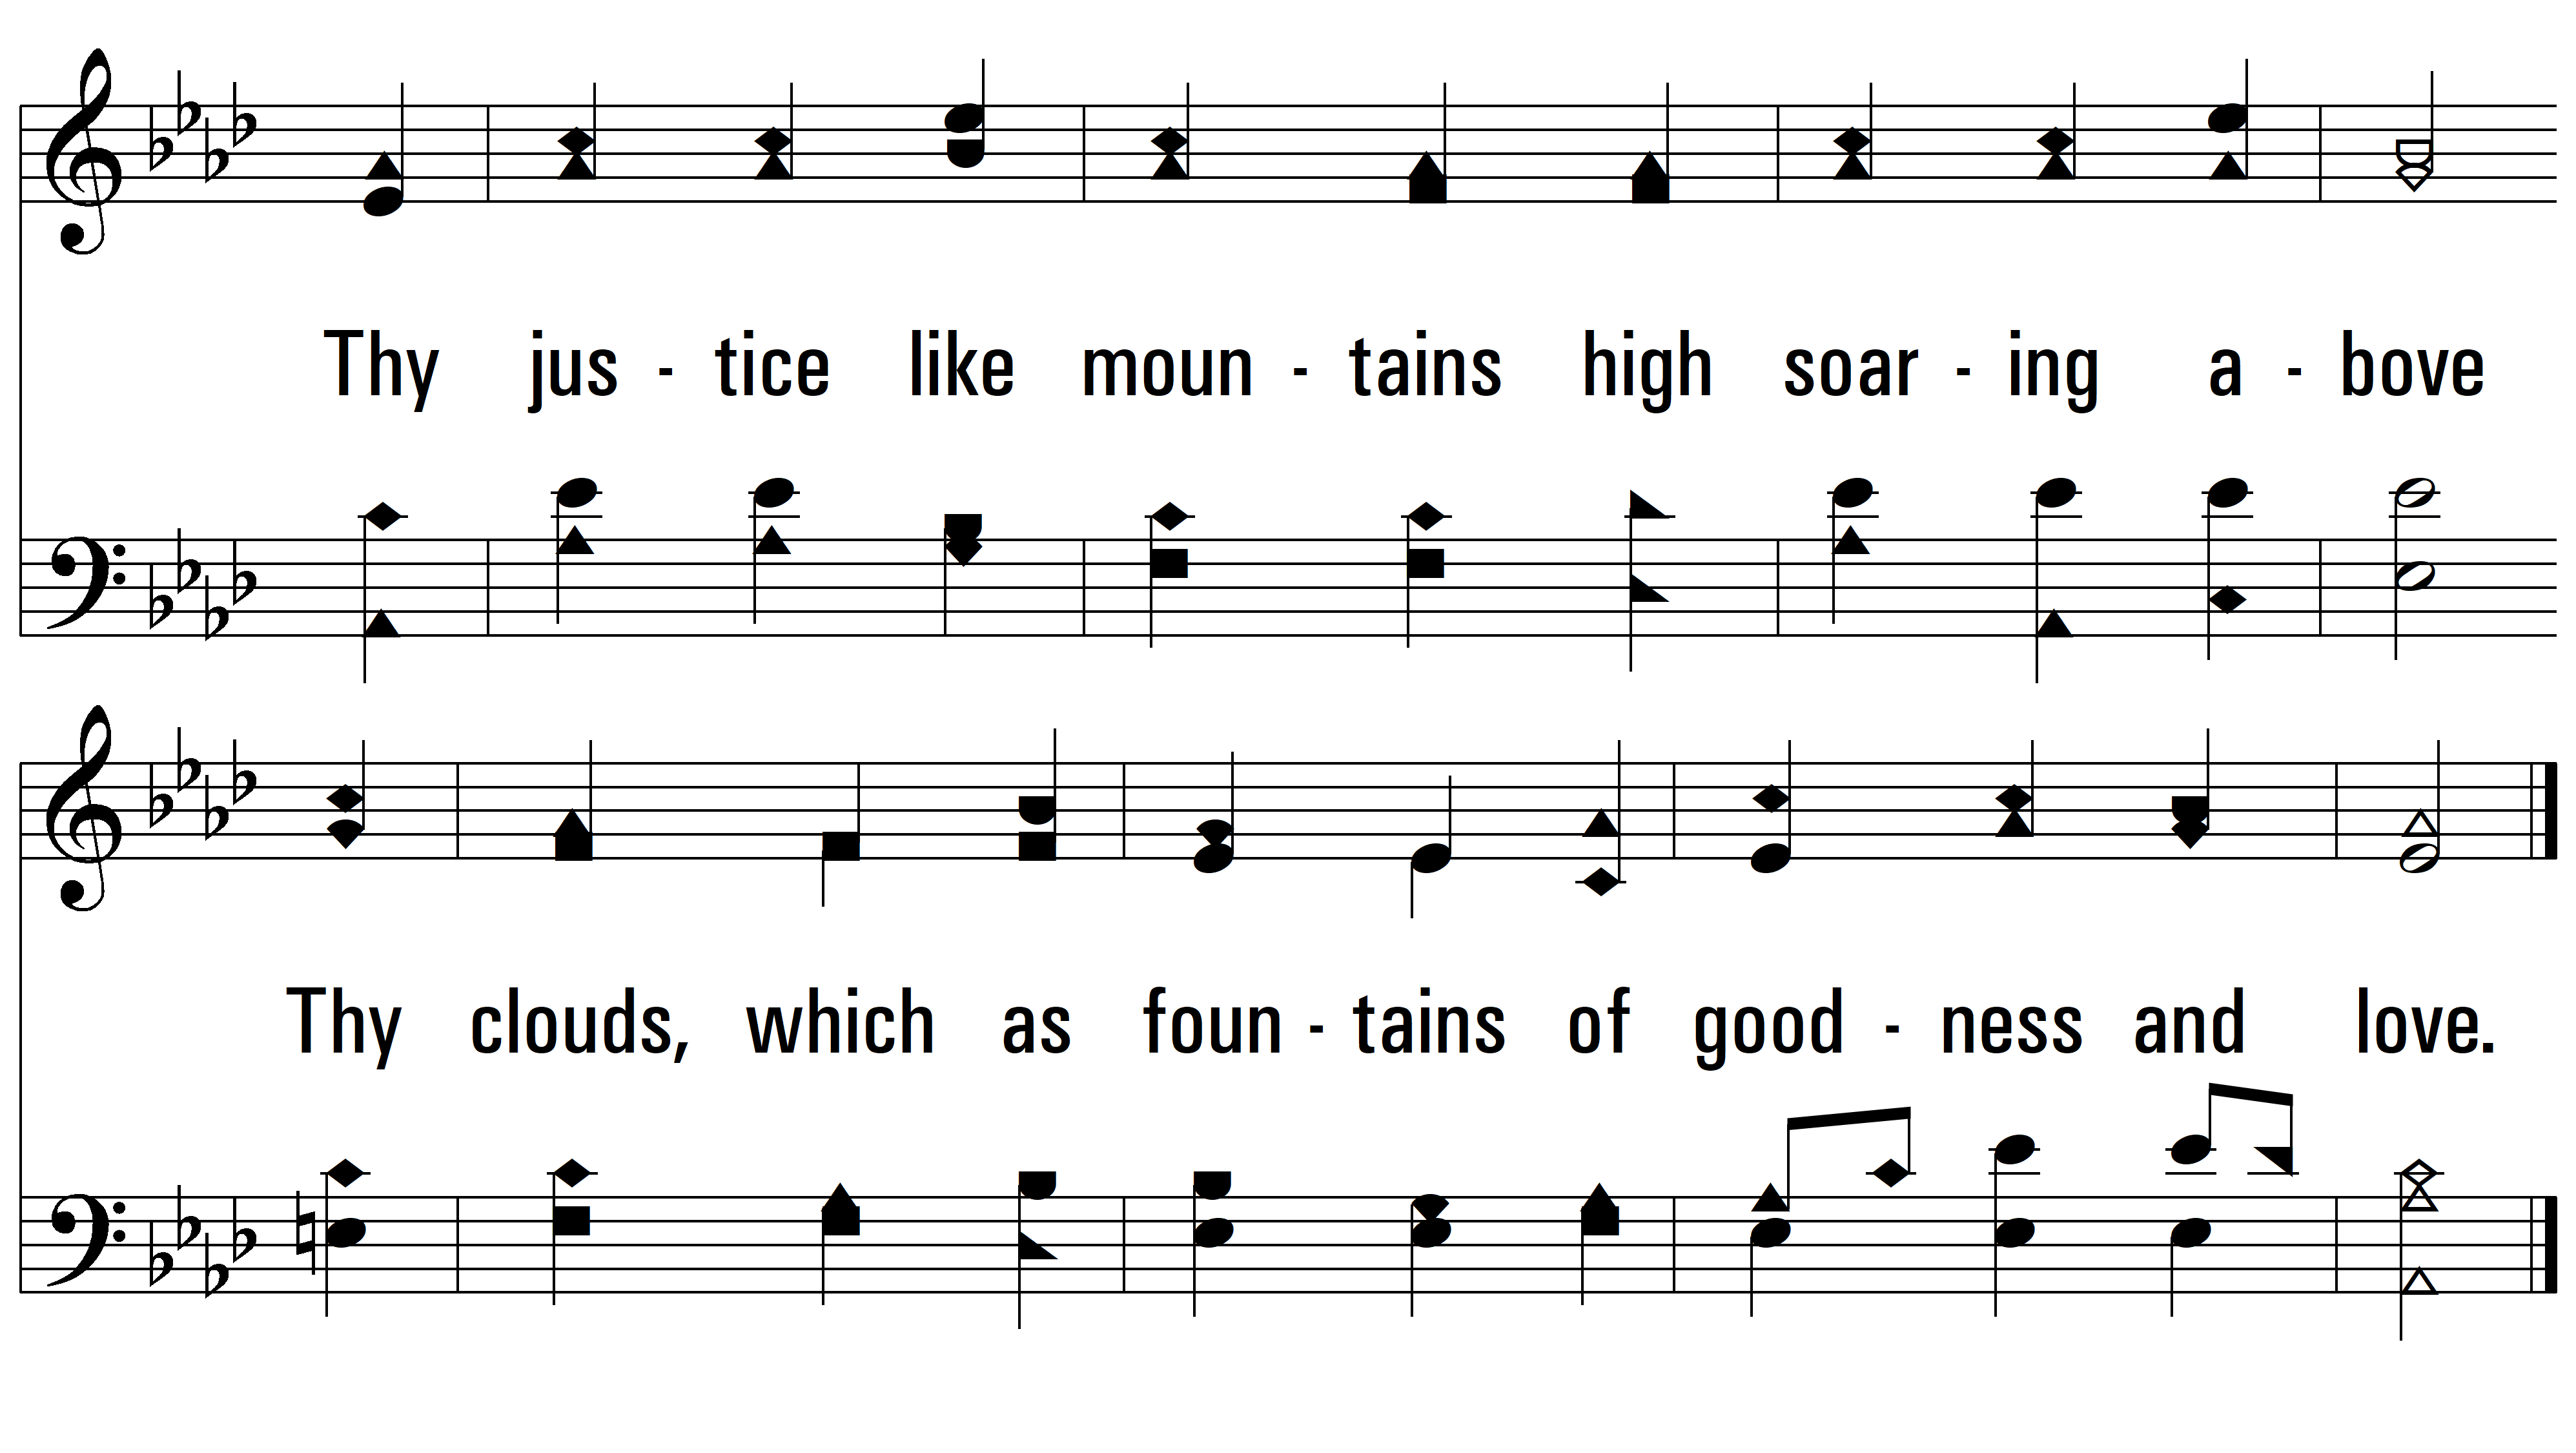 Thy jus - tice like moun - tains high soar - ing a - bove
Thy clouds, which as foun - tains of good - ness and love.